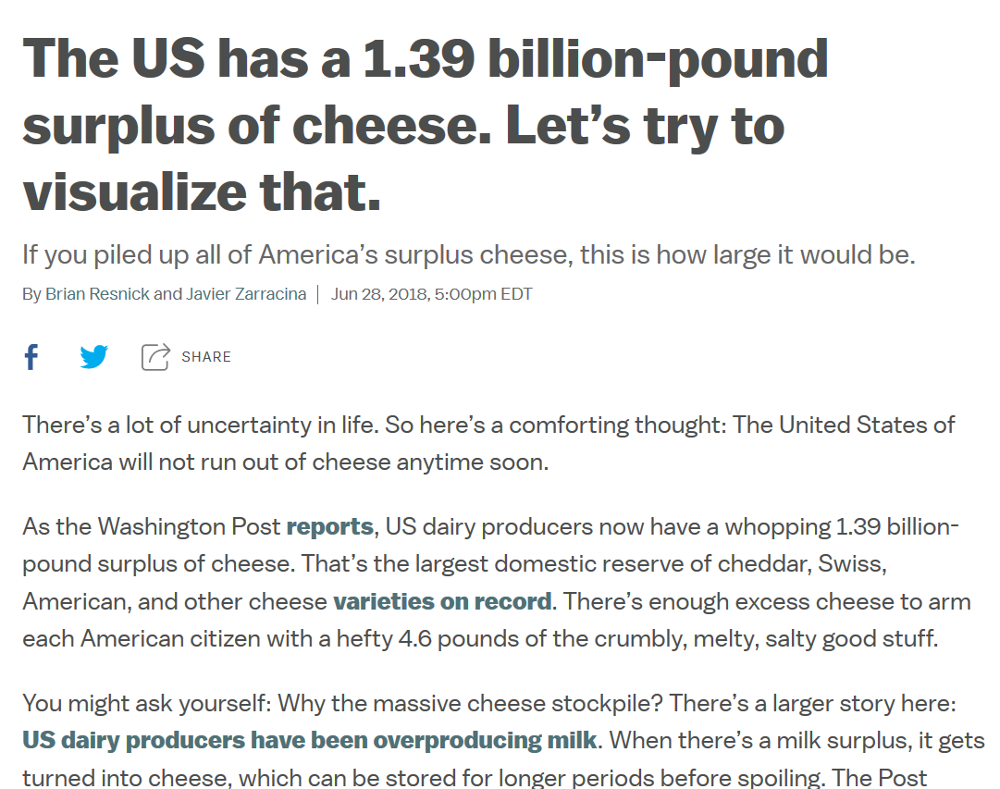 The US has a 1.39 billion-pound
surplus of cheese. Let's try to
visualize that.
If you piled up all of America's surplus cheese, this is how large it would be.
By Brian Resnick and Javier Zarracina | Jun 28, 2018, 5:00pm EDT
SHARE
There's a lot of uncertainty in life. So here's a comforting thought: The United States of
America will not run out of cheese anytime soon.
As the Washington Post reports, US dairy producers now have a whopping 1.39 billion-
pound surplus of cheese. That's the largest domestic reserve of cheddar, Swiss,
American, and other cheese varieties on record. There's enough excess cheese to arm
each American citizen with a hefty 4.6 pounds of the crumbly, melty, salty good stuff.
You might ask yourself: Why the massive cheese stockpile? There's a larger story here:
US dairy producers have been overproducing milk. When there's a milk surplus, it gets
turned into cheese, which can be stored for longer periods before spoiling. The Post